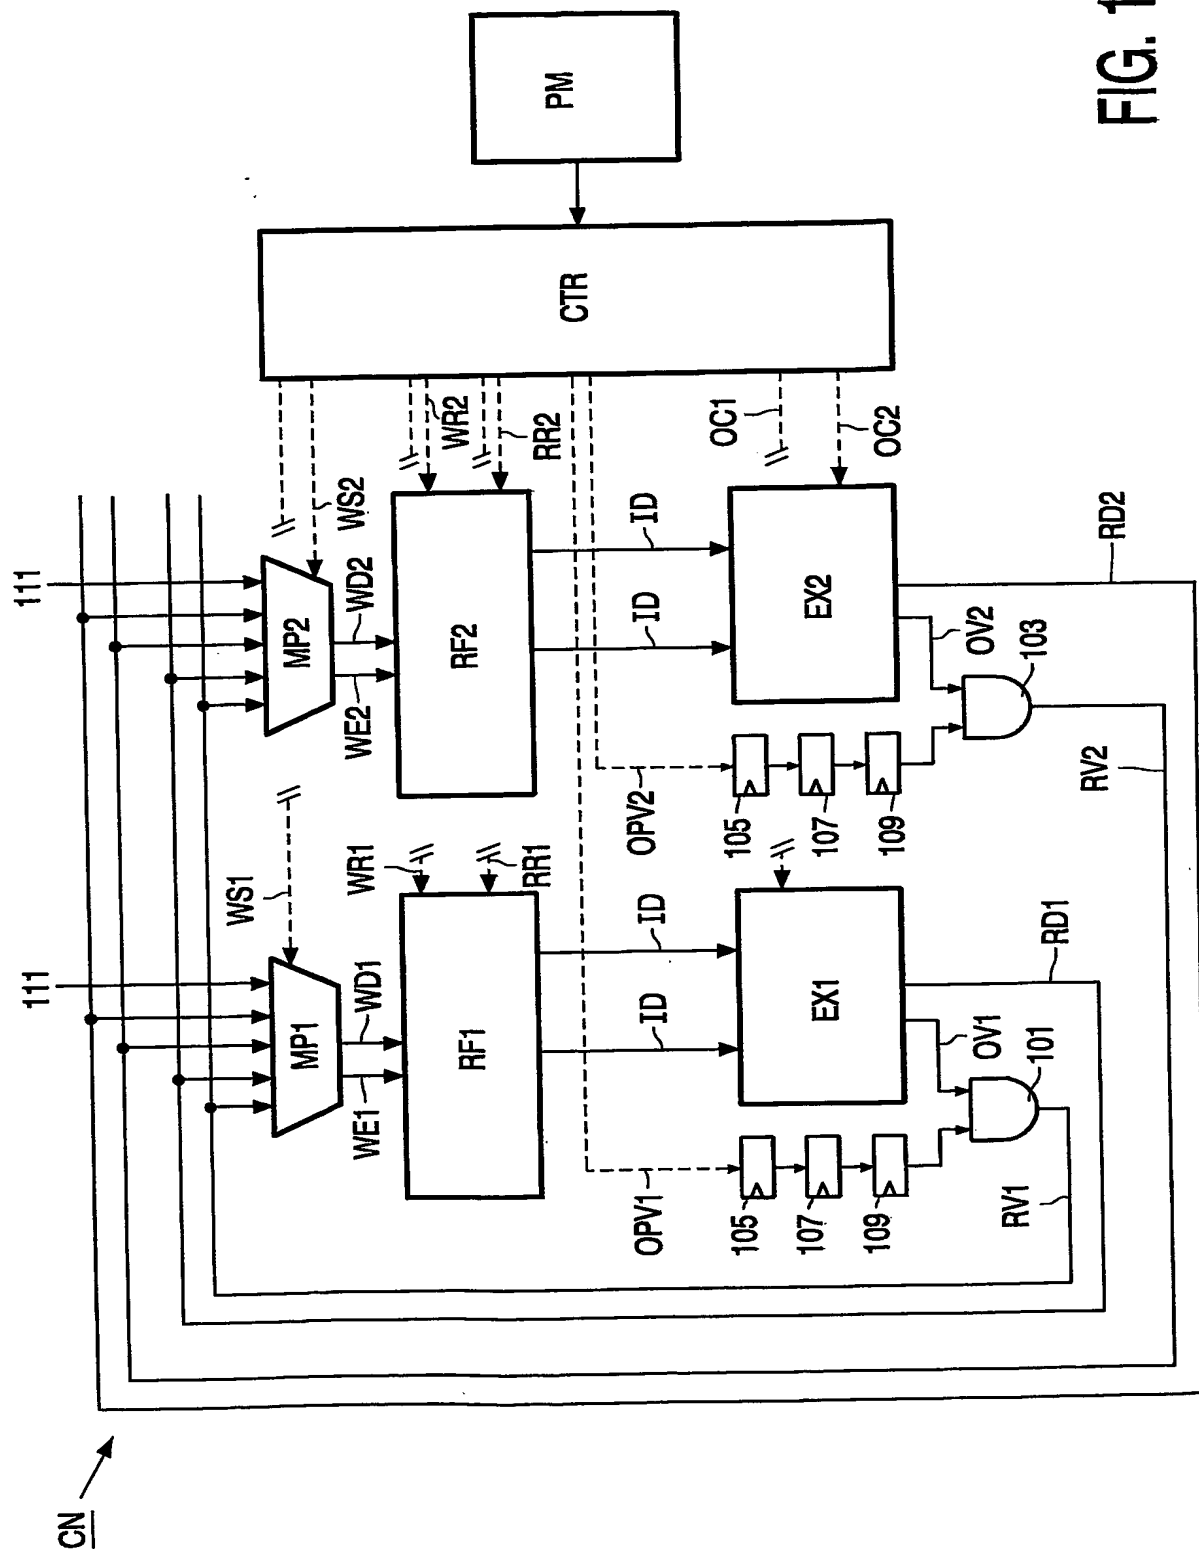 CN
111
111
WS1
WS2
MP1
MP2
WE1
WD1
WE2
WD2
WR1
RR1
WR2
RR2
RF1
RF2
CTR
PM
ID
ID
ID
ID
OPV1
OPV2
OC1
OC2
105
107
109
105
107
109
EX1
EX2
OV1
101
OV2
103
RV1
RD1
RV2
RD2
FIG. 1